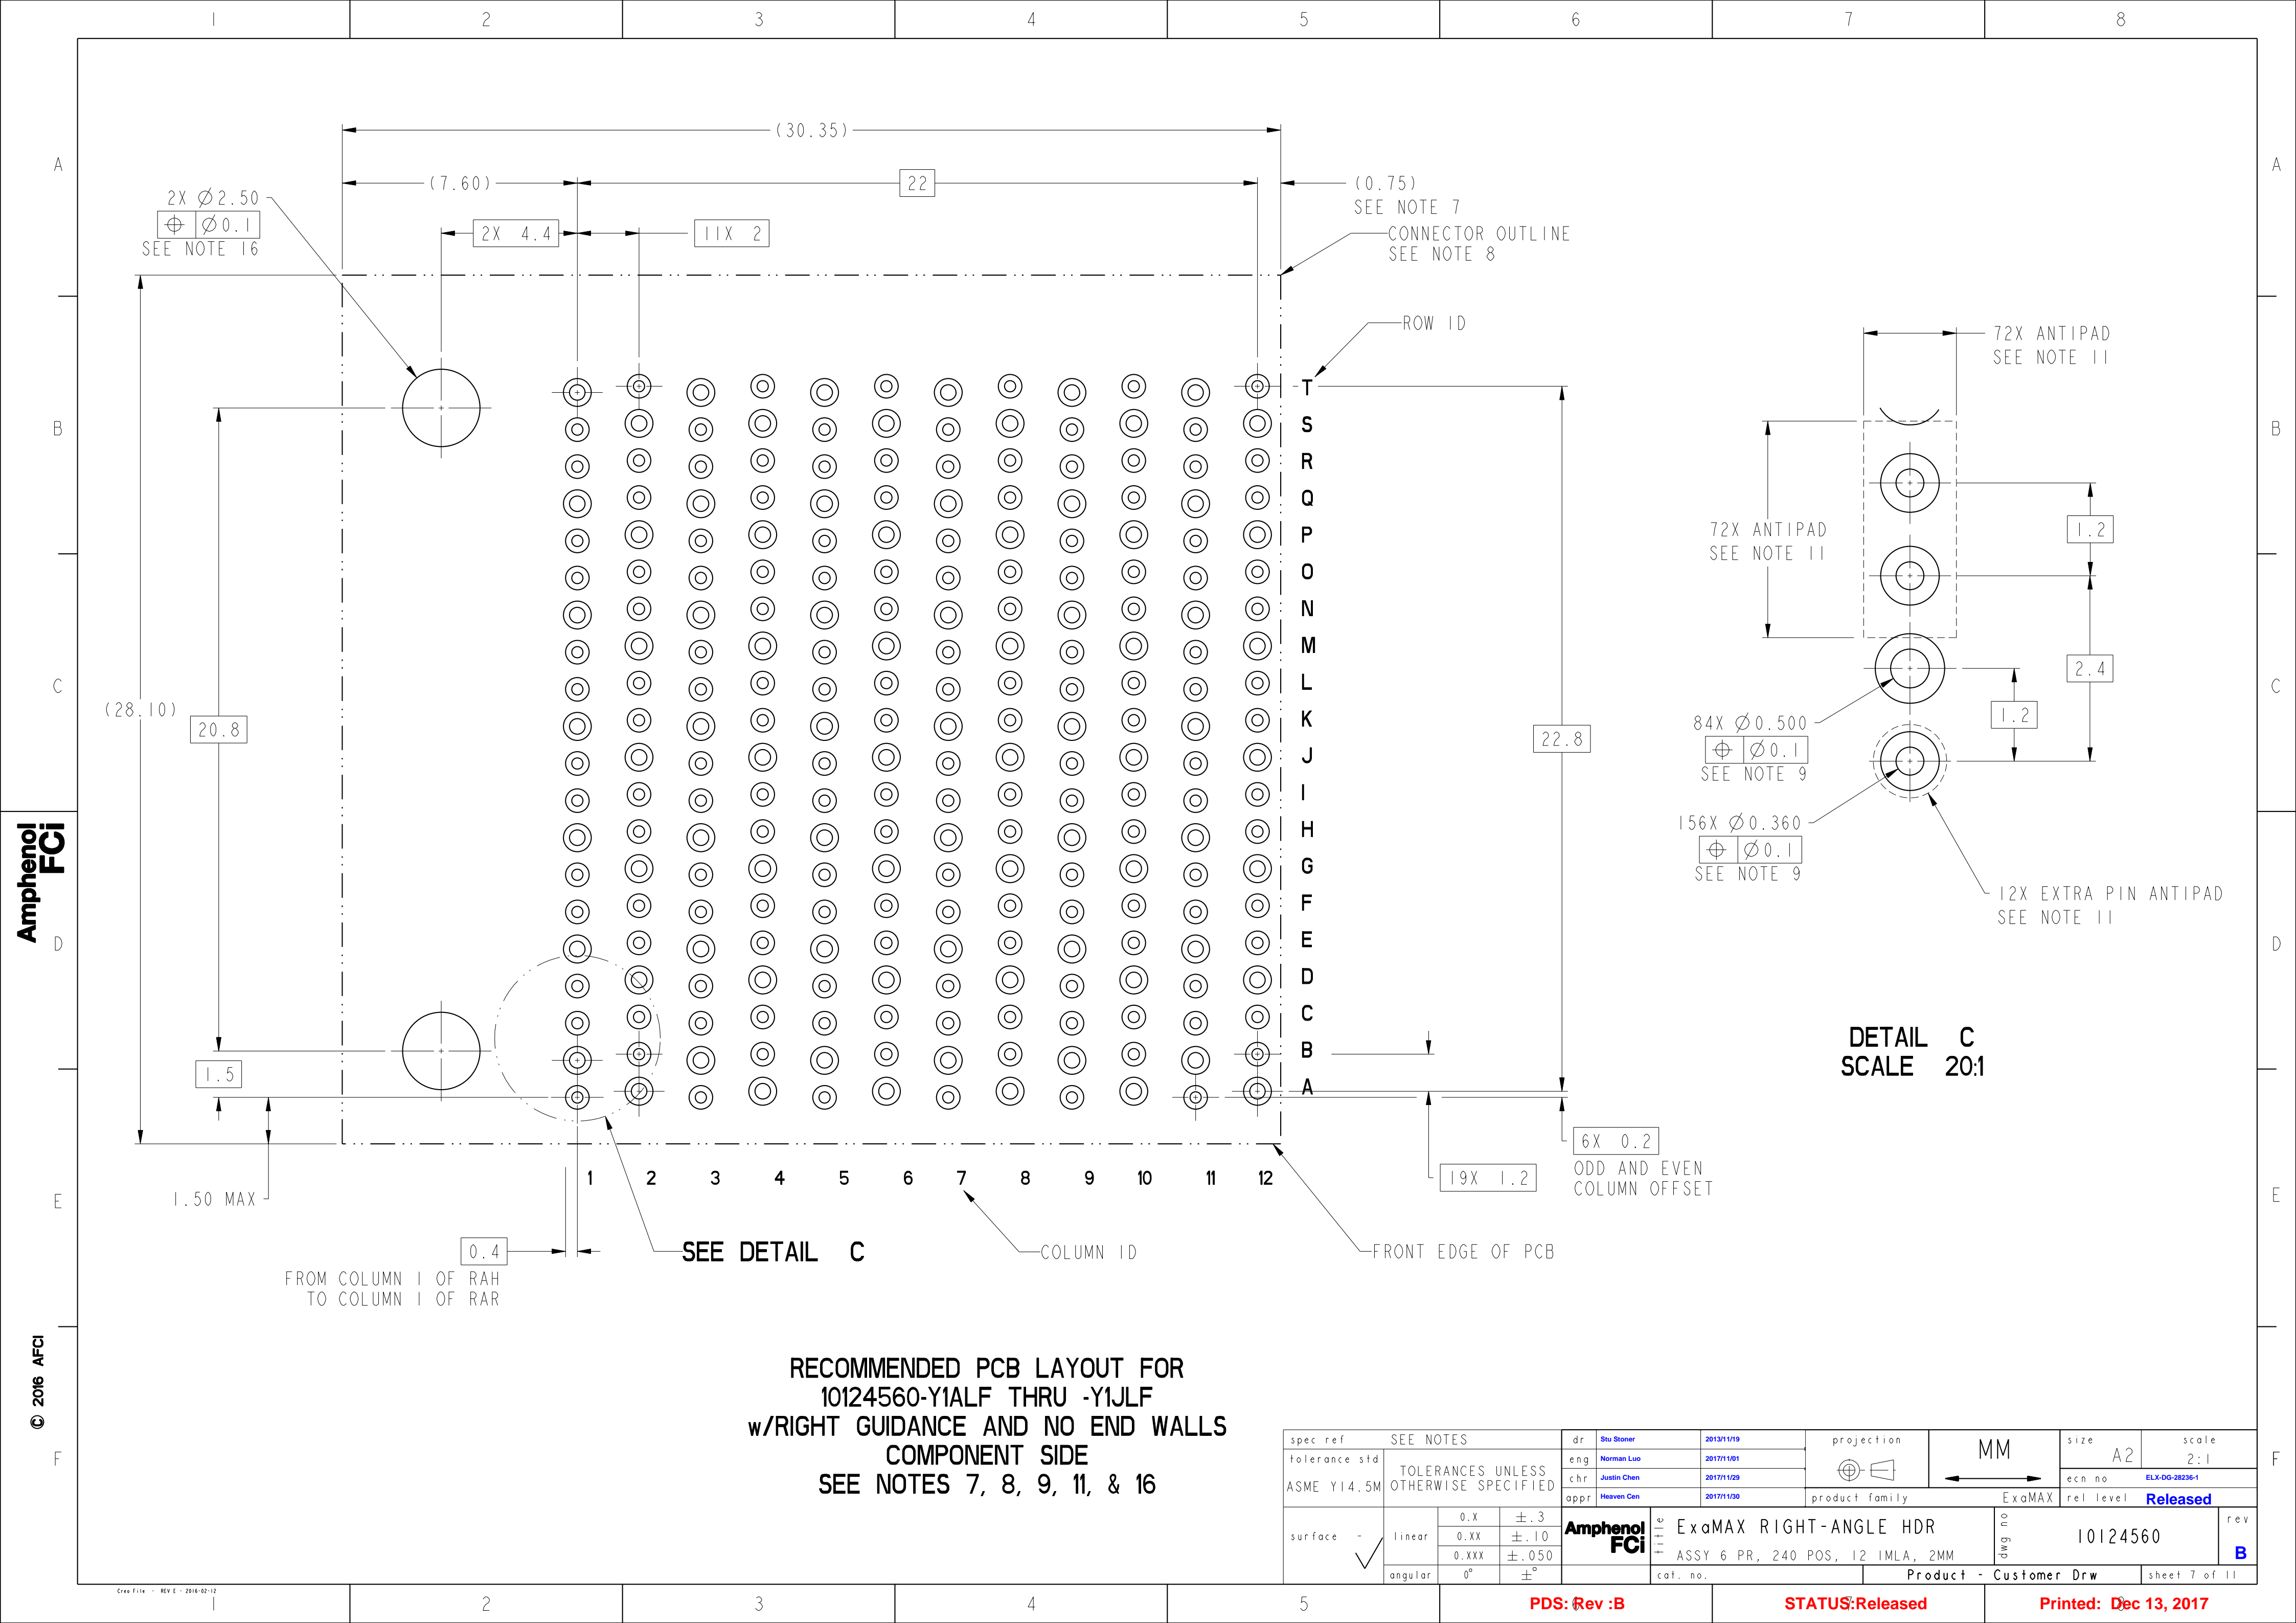 1 2 3 4 5 6 7 8
A
B
C
D
E
F
A
B
C
D
E
F
(30.35)
(7.60)
22
(0.75)
SEE NOTE 7
2X Ø2.50
⌖ Ø0.1
SEE NOTE 16
2X 4.4
11X 2
CONNECTOR OUTLINE
SEE NOTE 8
ROW ID
T
S
R
Q
P
O
N
M
L
K
J
I
H
G
F
E
D
C
B
A
(28.10)
20.8
1.5
1.50 MAX
22.8
6X 0.2
ODD AND EVEN
COLUMN OFFSET
19X 1.2
1 2 3 4 5 6 7 8 9 10 11 12
0.4
FROM COLUMN 1 OF RAH
TO COLUMN 1 OF RAR
SEE DETAIL C
COLUMN ID
FRONT EDGE OF PCB
72X ANTIPAD
SEE NOTE 11
72X ANTIPAD
SEE NOTE 11
1.2
2.4
1.2
84X Ø0.500
⌖ Ø0.1
SEE NOTE 9
156X Ø0.360
⌖ Ø0.1
SEE NOTE 9
12X EXTRA PIN ANTIPAD
SEE NOTE 11
DETAIL C
SCALE 20:1
RECOMMENDED PCB LAYOUT FOR
10124560-Y1ALF THRU -Y1JLF
w/RIGHT GUIDANCE AND NO END WALLS
COMPONENT SIDE
SEE NOTES 7, 8, 9, 11, & 16
Amphenol
FCi
© 2016 AFCI
spec ref SEE NOTES
tolerance std
ASME Y14.5M
TOLERANCES UNLESS
OTHERWISE SPECIFIED
surface -
linear
0.X ±.3
0.XX ±.10
0.XXX ±.050
angular 0° ±°
dr Stu Stoner 2013/11/19
eng Norman Luo 2017/11/01
chr Justin Chen 2017/11/29
appr Heaven Cen 2017/11/30
projection
MM
size A2
scale 2:1
ecn no ELX-DG-28236-1
product family ExaMAX
rel level Released
Amphenol
FCi
title
ExaMAX RIGHT-ANGLE HDR
ASSY 6 PR, 240 POS, 12 IMLA, 2MM
dwg no
10124560
rev
B
cat. no.
Product - Customer Drw
sheet 7 of 11
Creo File - REV E - 2016-02-12
1 2 3 4 5 6 7 8
PDS: Rev :B
STATUS:Released
Printed: Dec 13, 2017